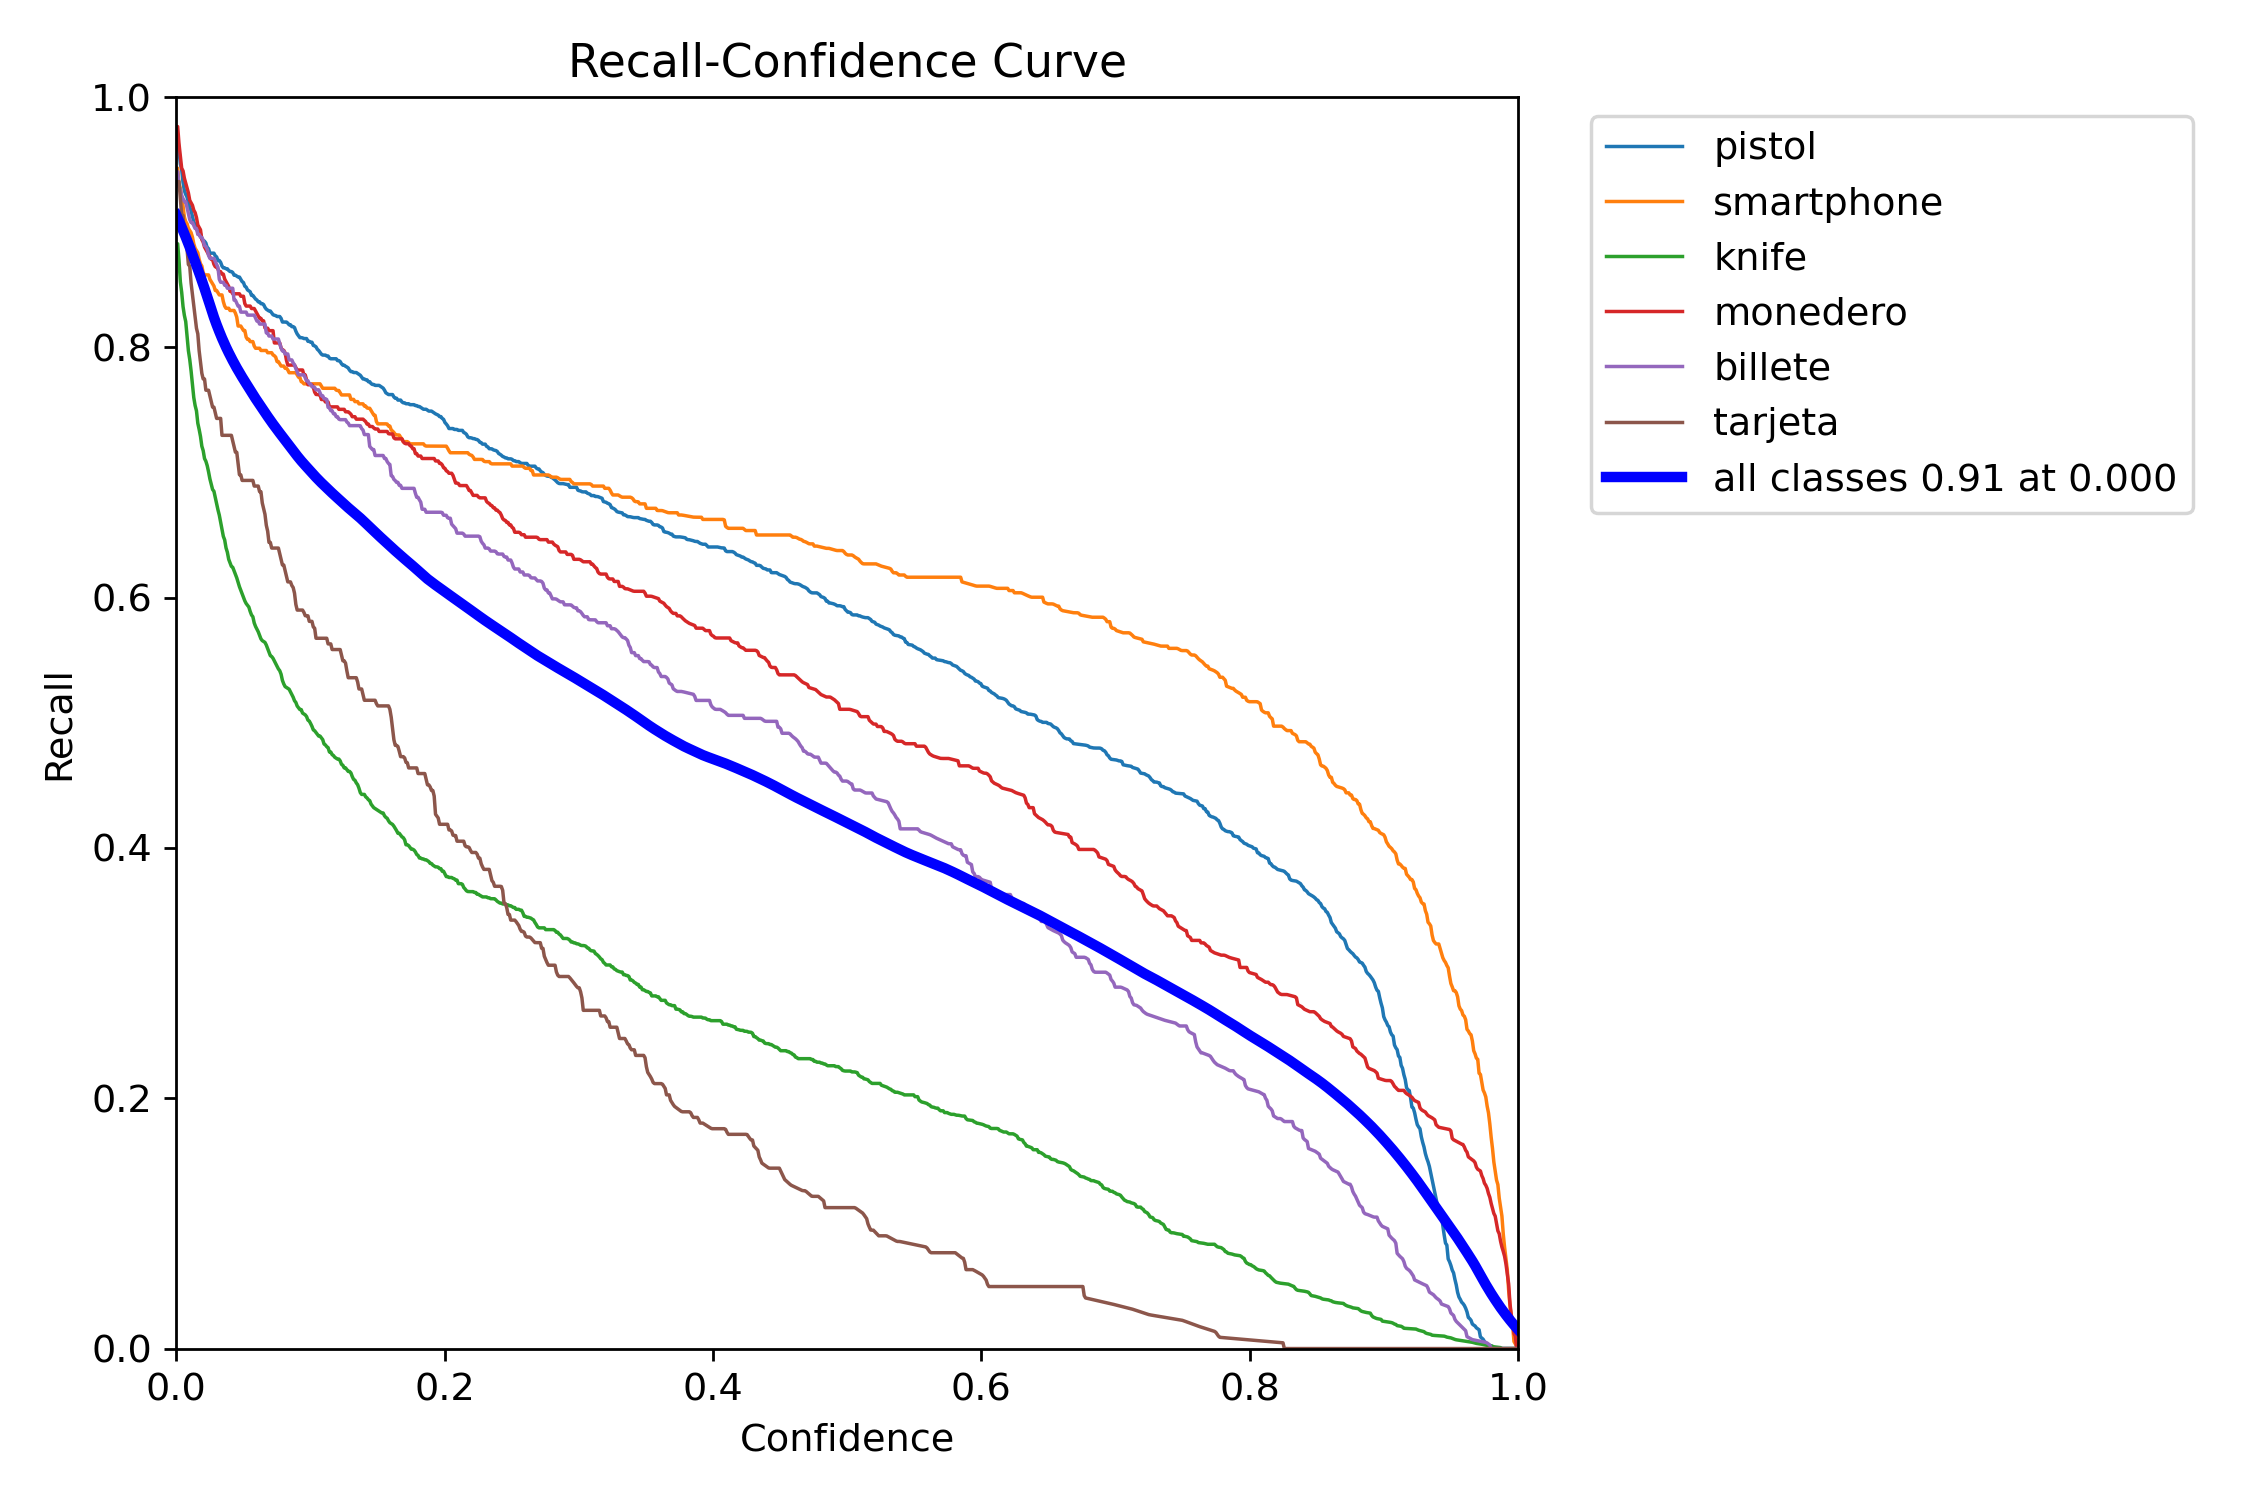 Recall-Confidence Curve
1.0
0.8
0.6
0.4
0.2
0.0
Recall
0.0 0.2 0.4 0.6 0.8 1.0
Confidence
pistol
smartphone
knife
monedero
billete
tarjeta
all classes 0.91 at 0.000